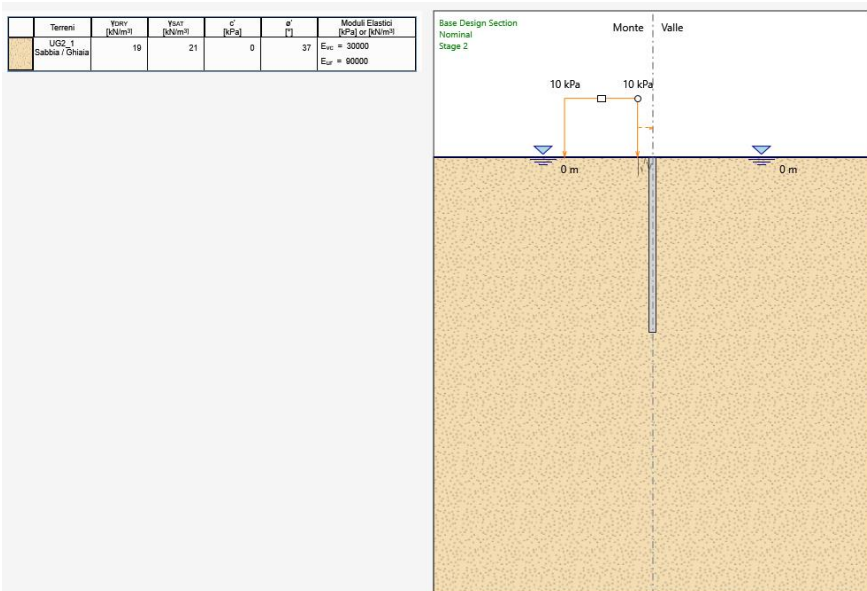 Terreni γDRY [kN/m³] γSAT [kN/m³] c' [kPa] ø' [°] Moduli Elastici [kPa] or [kN/m³]
UG2_1 Sabbia / Ghiaia 19 21 0 37 Evc = 30000
Eur = 90000
Base Design Section
Nominal
Stage 2
Monte Valle
10 kPa 10 kPa
0 m 0 m